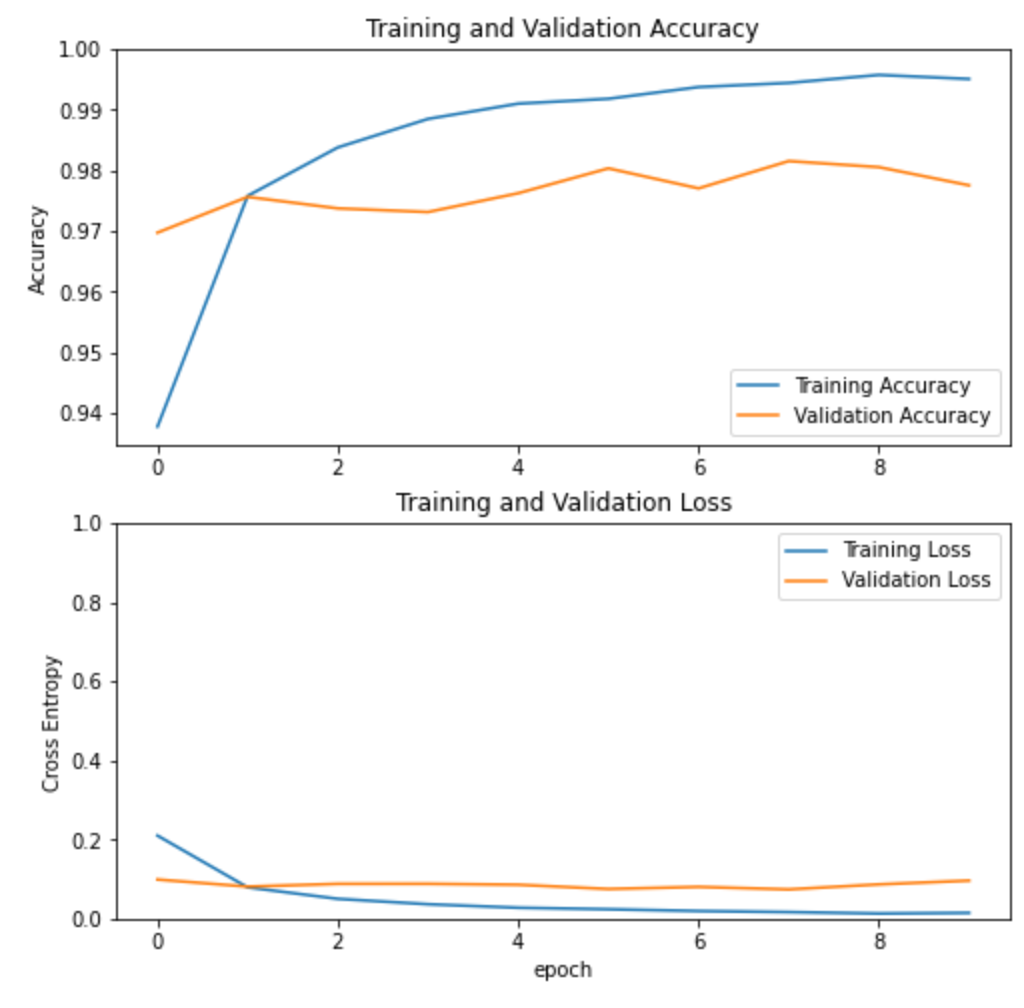 Training and Validation Accuracy
1.00
0.99
0.98
0.97
0.96
0.95
0.94
Accuracy
Training Accuracy
Validation Accuracy
0 2 4 6 8
Training and Validation Loss
1.0
0.8
0.6
0.4
0.2
0.0
Cross Entropy
Training Loss
Validation Loss
0 2 4 6 8
epoch